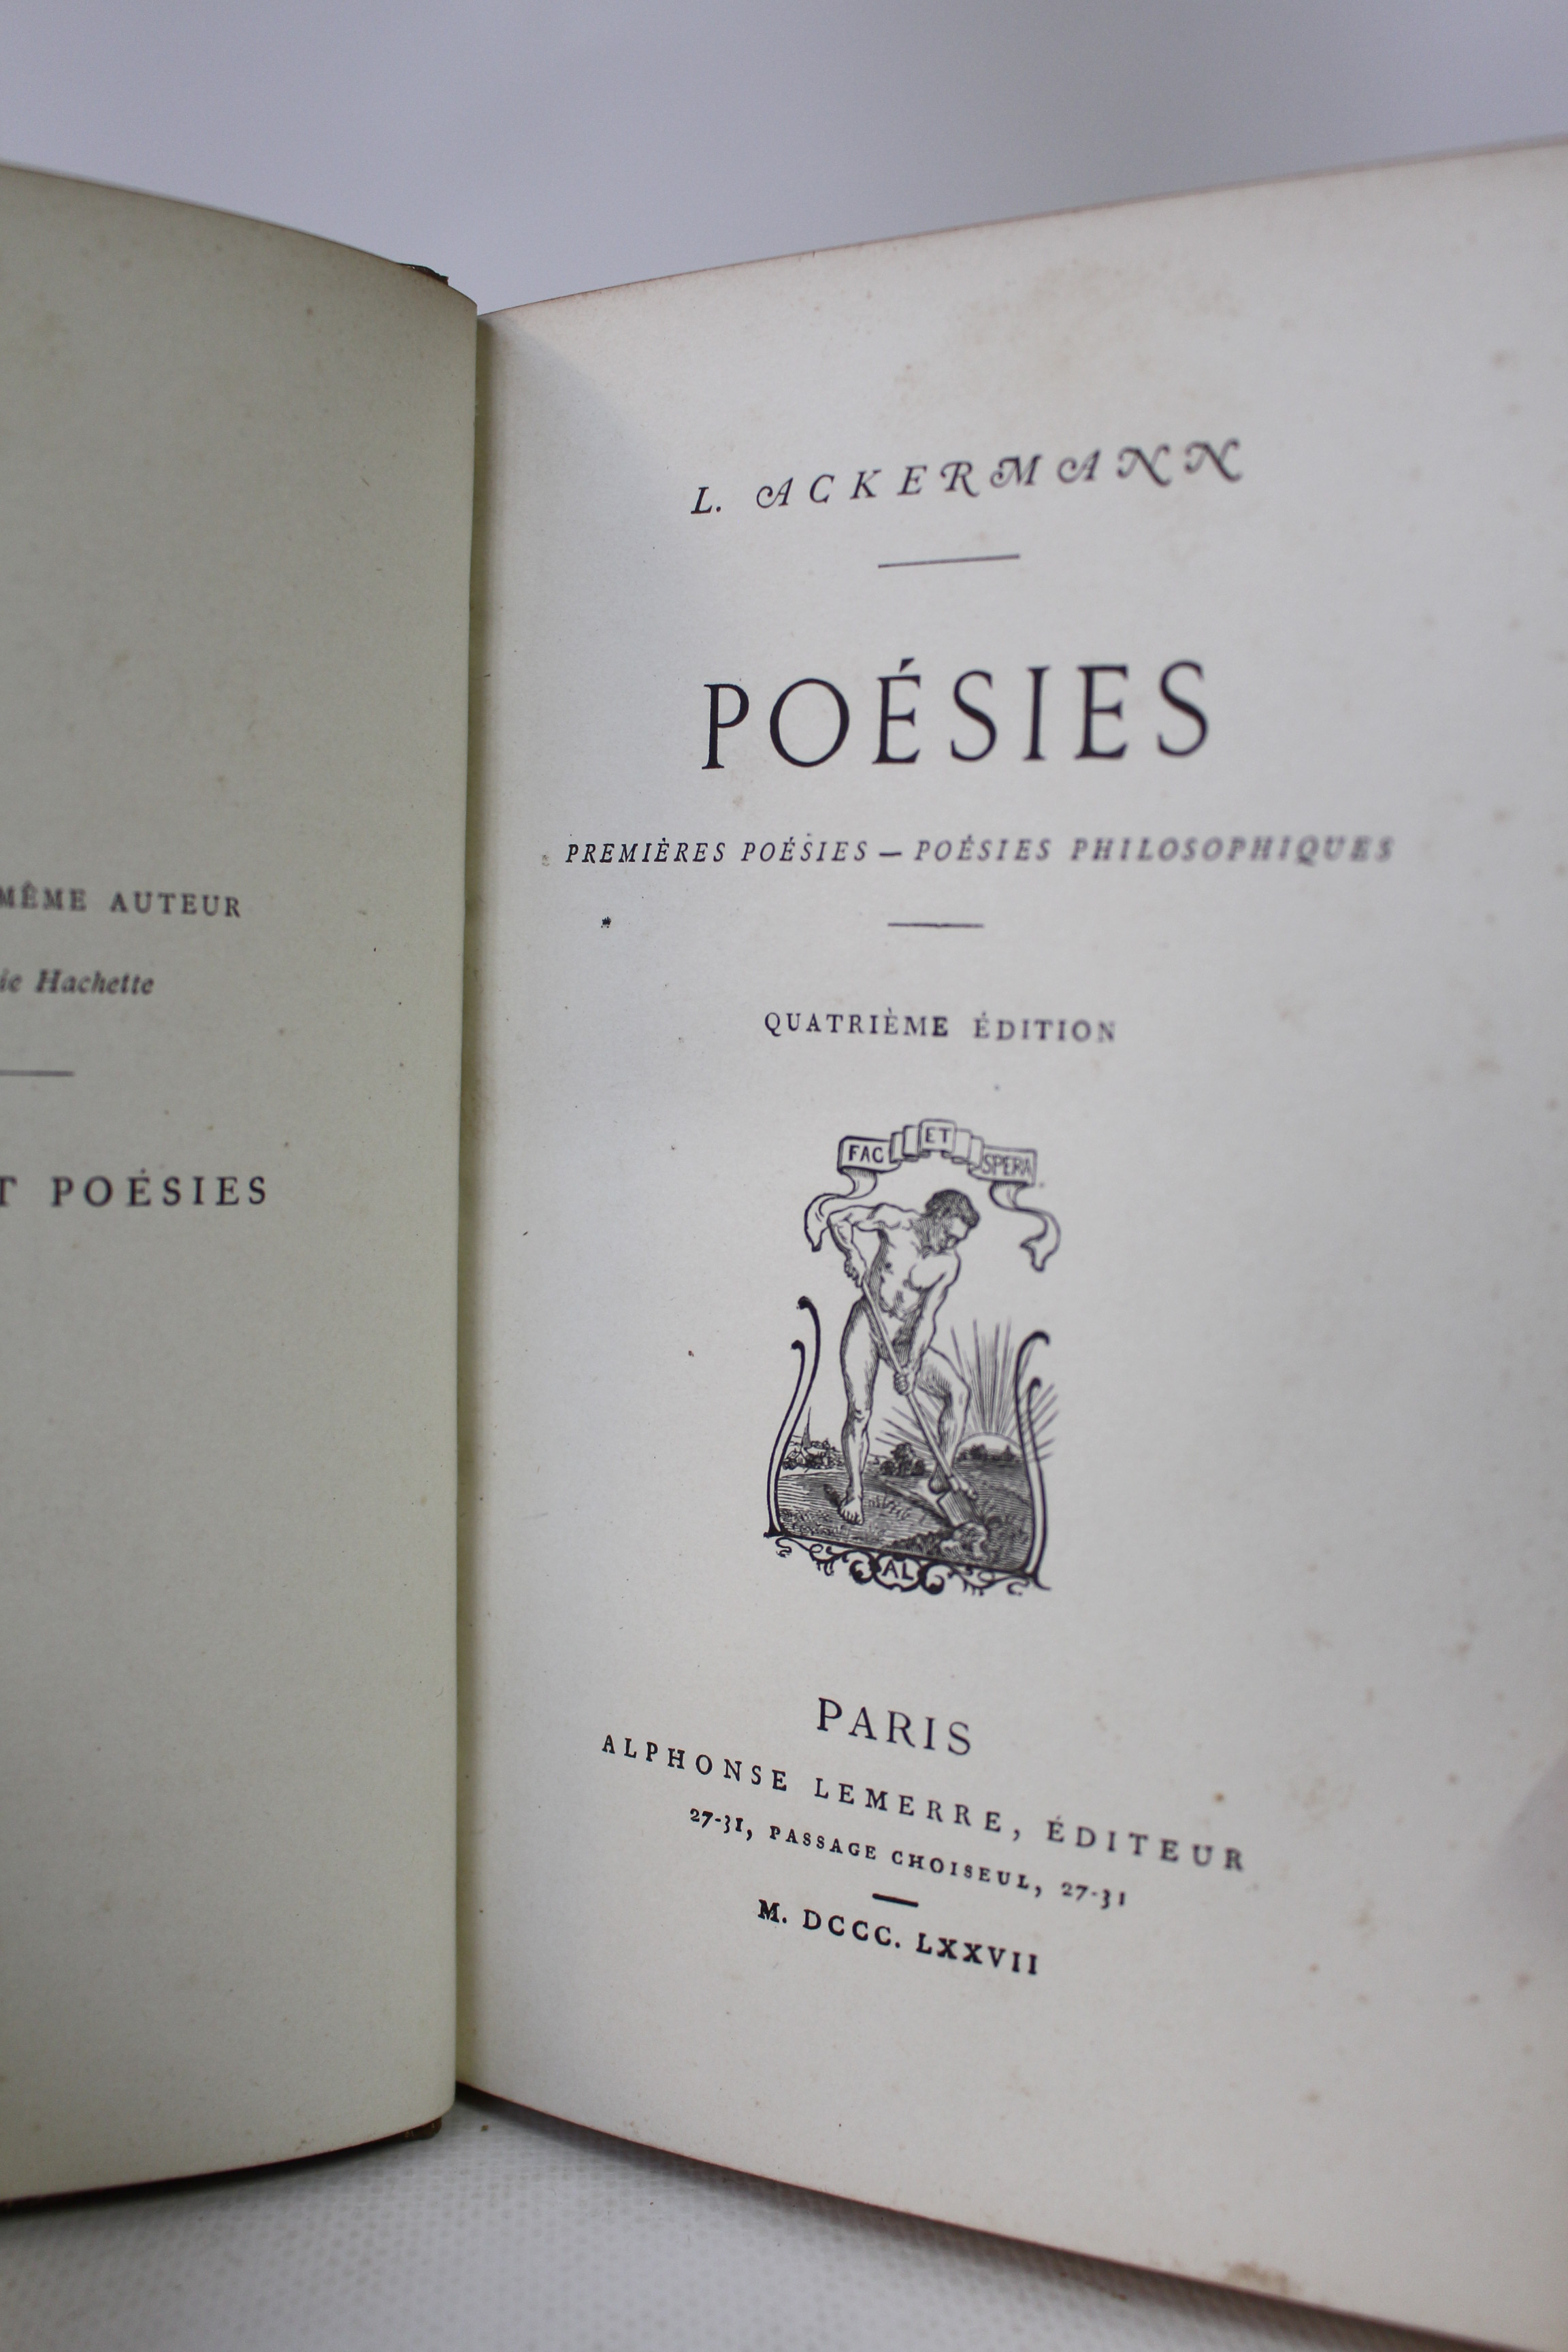 MÊME AUTEUR
Hachette
POÉSIES
L. ACKERMANN
POÉSIES
PREMIÈRES POÉSIES — POÉSIES PHILOSOPHIQUES
QUATRIÈME ÉDITION
FAC ET SPERA
AL
PARIS
ALPHONSE LEMERRE, ÉDITEUR
27-31, PASSAGE CHOISEUL, 27-31
M. DCCC. LXXVII